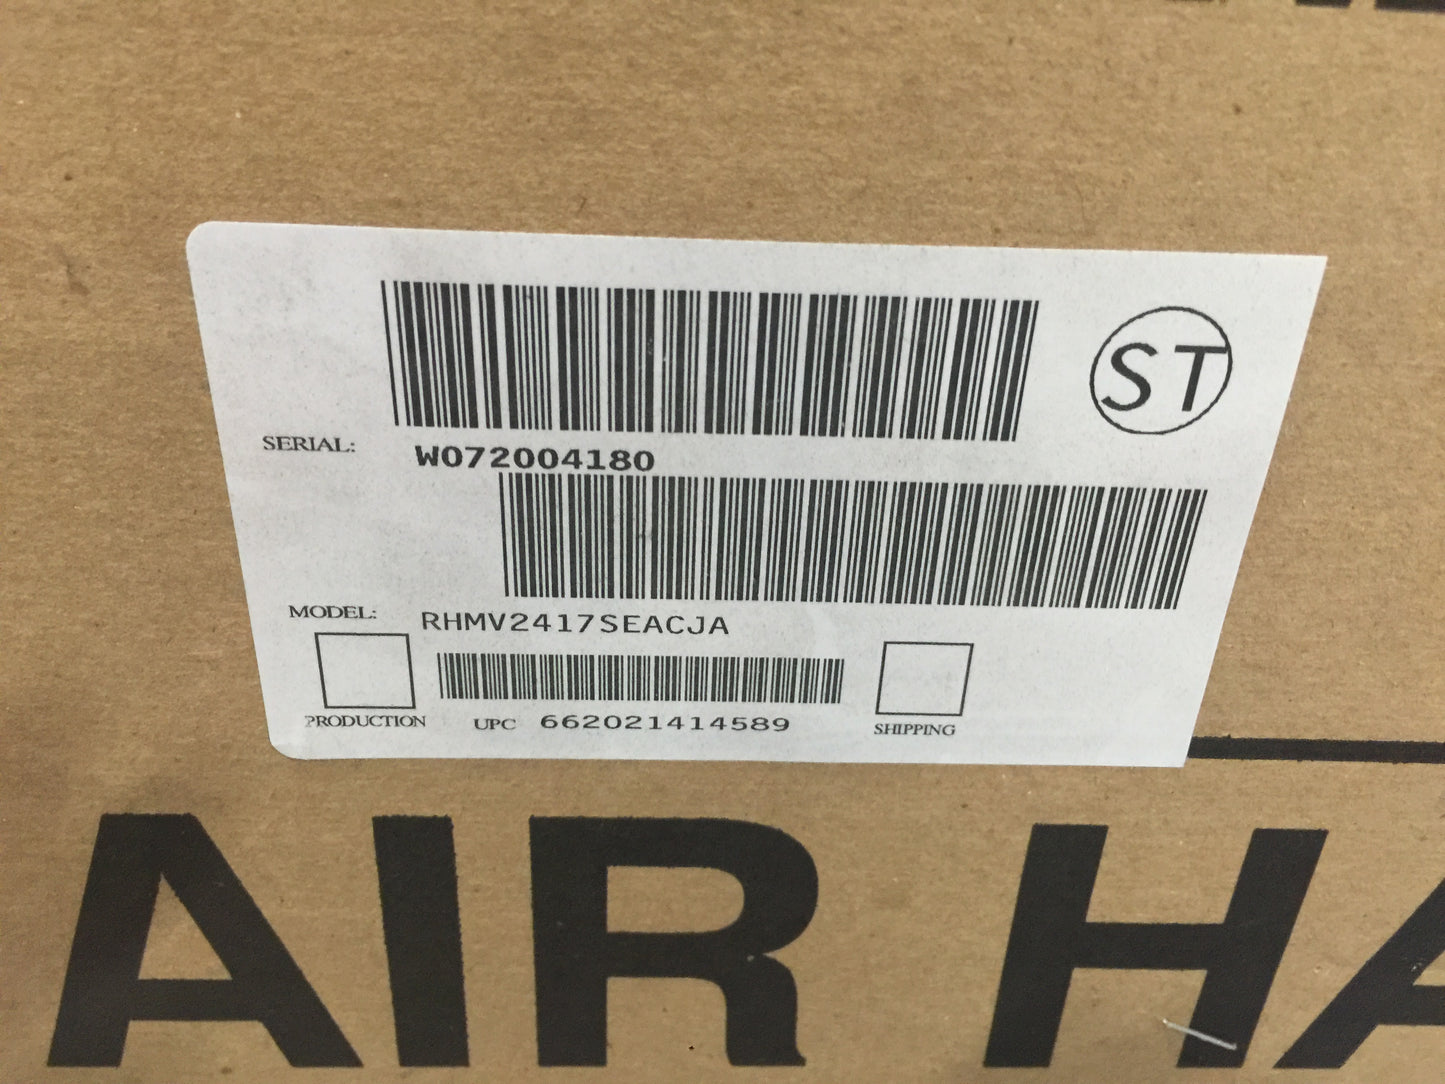 ST
SERIAL: W072004180
MODEL: RHMV2417SEACJA
PRODUCTION UPC 662021414589 SHIPPING
AIR HA